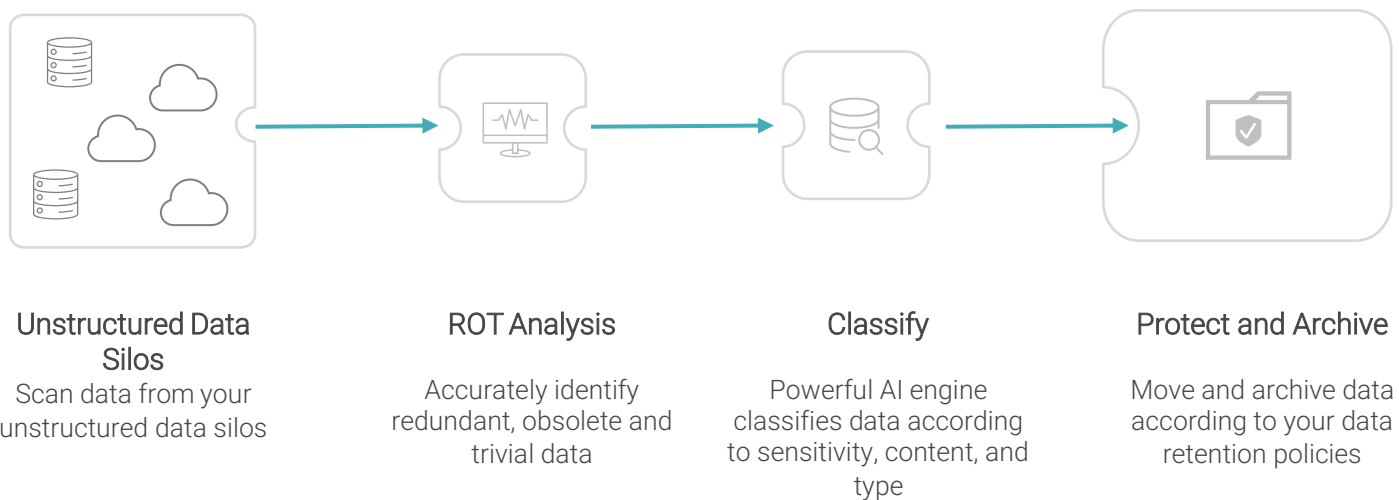 Unstructured Data
Silos
Scan data from your
unstructured data silos
ROT Analysis
Accurately identify
redundant, obsolete and
trivial data
Classify
Powerful AI engine
classifies data according
to sensitivity, content, and
type
Protect and Archive
Move and archive data
according to your data
retention policies